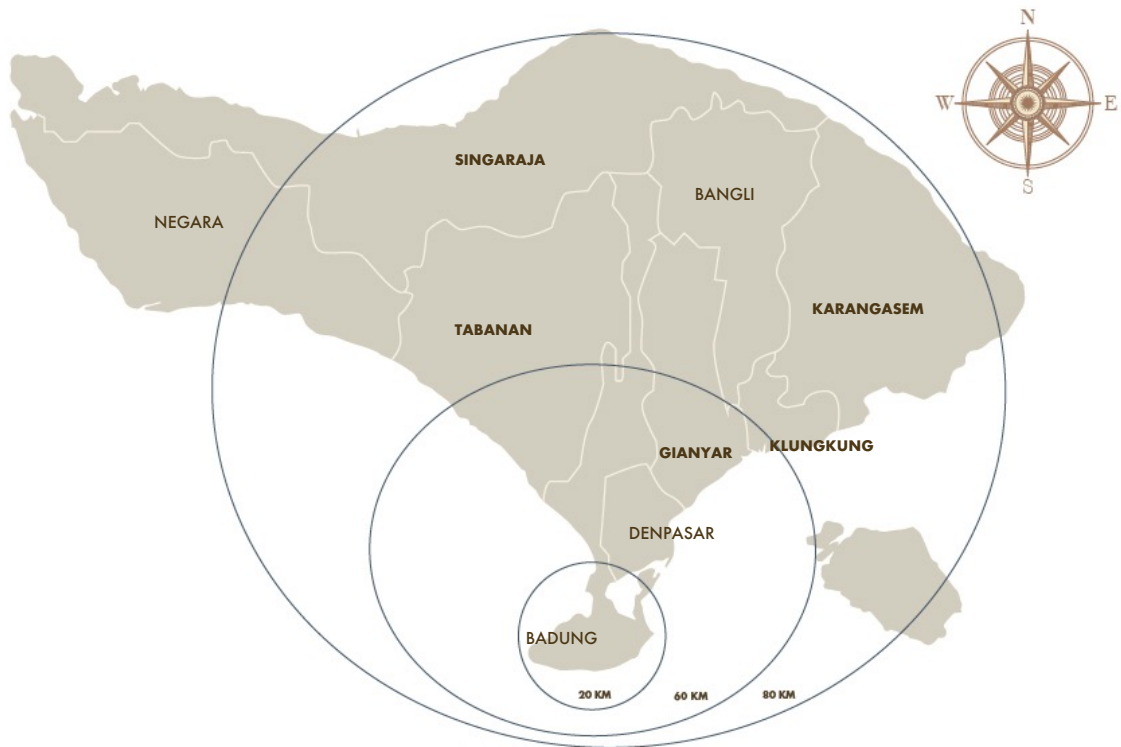 N
W
E
S
SINGARAJA
BANGLI
NEGARA
KARANGASEM
TABANAN
GIANYAR
KLUNGKUNG
DENPASAR
BADUNG
20 KM
60 KM
80 KM